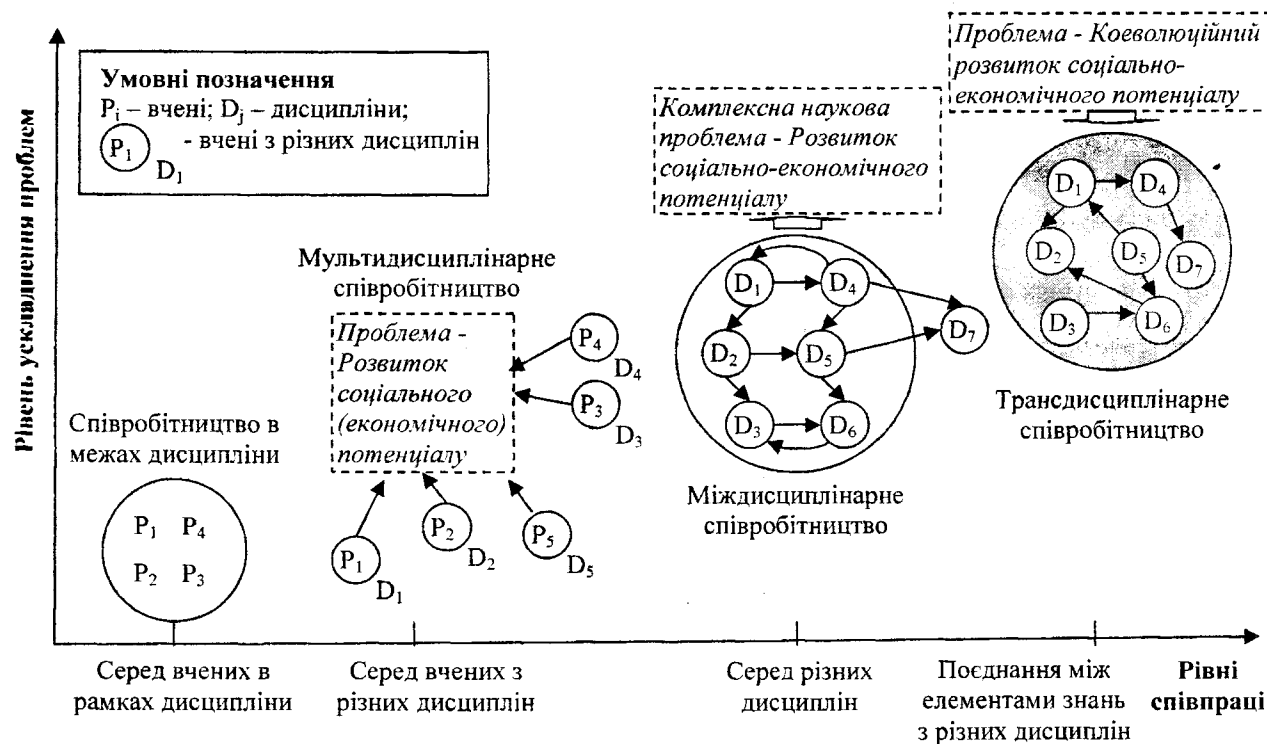 Рівень ускладнення проблем
Умовні позначення
Pᵢ – вчені; Dⱼ – дисципліни;
P₁ D₁ - вчені з різних дисциплін
Співробітництво в
межах дисципліни
P₁ P₄
P₂ P₃
Мультидисциплінарне
співробітництво
Проблема -
Розвиток
соціального
(економічного)
потенціалу
P₄ D₄
P₃ D₃
P₁ D₁
P₂ D₂
P₅ D₅
Комплексна наукова
проблема - Розвиток
соціально-економічного
потенціалу
D₁ D₄
D₂ D₅
D₇
D₃ D₆
Міждисциплінарне
співробітництво
Проблема - Коеволюційний
розвиток соціально-
економічного потенціалу
D₁ D₄
D₂ D₅ D₇
D₃ D₆
Трансдисциплінарне
співробітництво
Серед вчених в
рамках дисципліни
Серед вчених з
різних дисциплін
Серед різних
дисциплін
Поєднання між
елементами знань
з різних дисциплін
Рівні
співпраці